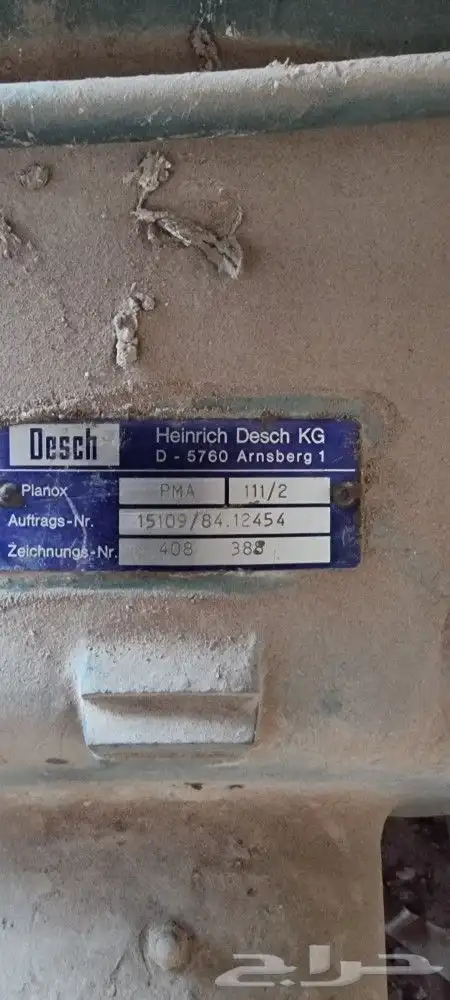 Desch
Heinrich Desch KG
D - 5760 Arnsberg 1
Planox PMA 111/2
Auftrags-Nr. 15109/84.12454
Zeichnungs-Nr. 408 388
حراج